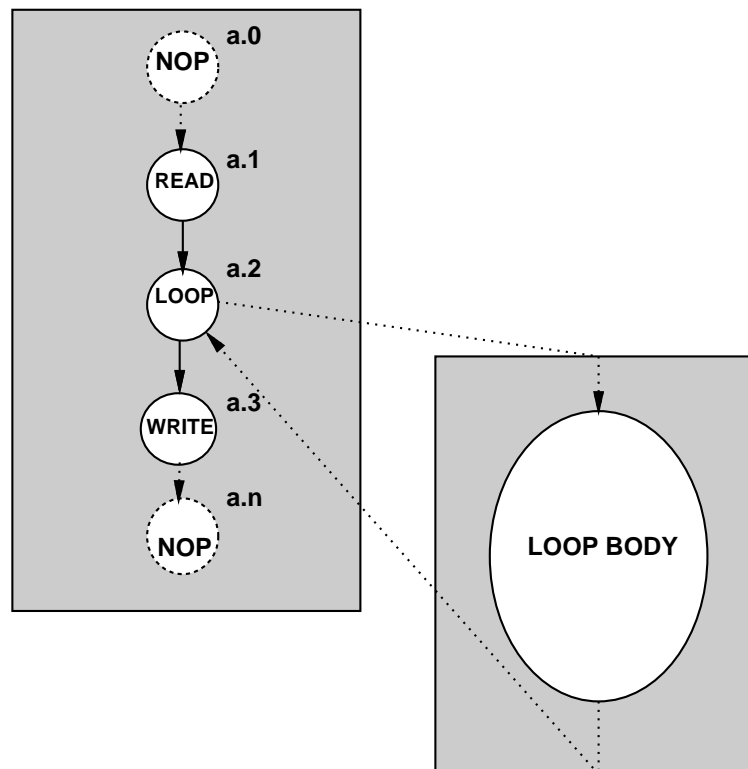 a.0
NOP
a.1
READ
a.2
LOOP
a.3
WRITE
a.n
NOP
LOOP BODY